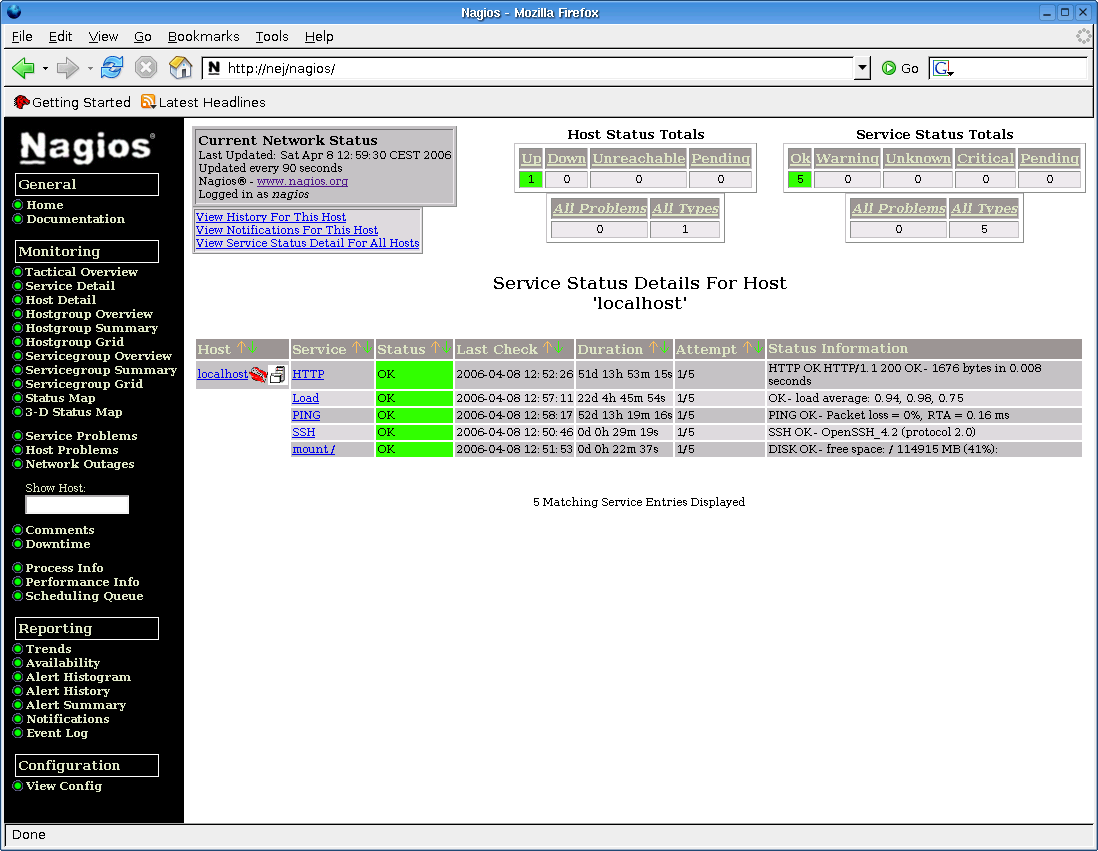 Nagios - Mozilla Firefox
File Edit View Go Bookmarks Tools Help
N http://nej/nagios/ Go G
Getting Started Latest Headlines
Nagios®
General
Home
Documentation
Monitoring
Tactical Overview
Service Detail
Host Detail
Hostgroup Overview
Hostgroup Summary
Hostgroup Grid
Servicegroup Overview
Servicegroup Summary
Servicegroup Grid
Status Map
3-D Status Map
Service Problems
Host Problems
Network Outages
Show Host:
Comments
Downtime
Process Info
Performance Info
Scheduling Queue
Reporting
Trends
Availability
Alert Histogram
Alert History
Alert Summary
Notifications
Event Log
Configuration
View Config
Current Network Status
Last Updated: Sat Apr 8 12:59:30 CEST 2006
Updated every 90 seconds
Nagios® - www.nagios.org
Logged in as nagios
View History For This Host
View Notifications For This Host
View Service Status Detail For All Hosts
Host Status Totals
Up Down Unreachable Pending
1 0 0 0
All Problems All Types
0 1
Service Status Totals
Ok Warning Unknown Critical Pending
5 0 0 0 0
All Problems All Types
0 5
Service Status Details For Host
'localhost'
Host Service Status Last Check Duration Attempt Status Information
localhost HTTP OK 2006-04-08 12:52:26 51d 13h 53m 15s 1/5 HTTP OK HTTP/1.1 200 OK - 1676 bytes in 0.008
seconds
Load OK 2006-04-08 12:57:11 22d 4h 45m 54s 1/5 OK - load average: 0.94, 0.98, 0.75
PING OK 2006-04-08 12:58:17 52d 13h 19m 16s 1/5 PING OK - Packet loss = 0%, RTA = 0.16 ms
SSH OK 2006-04-08 12:50:46 0d 0h 29m 19s 1/5 SSH OK - OpenSSH_4.2 (protocol 2.0)
mount / OK 2006-04-08 12:51:53 0d 0h 22m 37s 1/5 DISK OK - free space: / 114915 MB (41%):
5 Matching Service Entries Displayed
Done